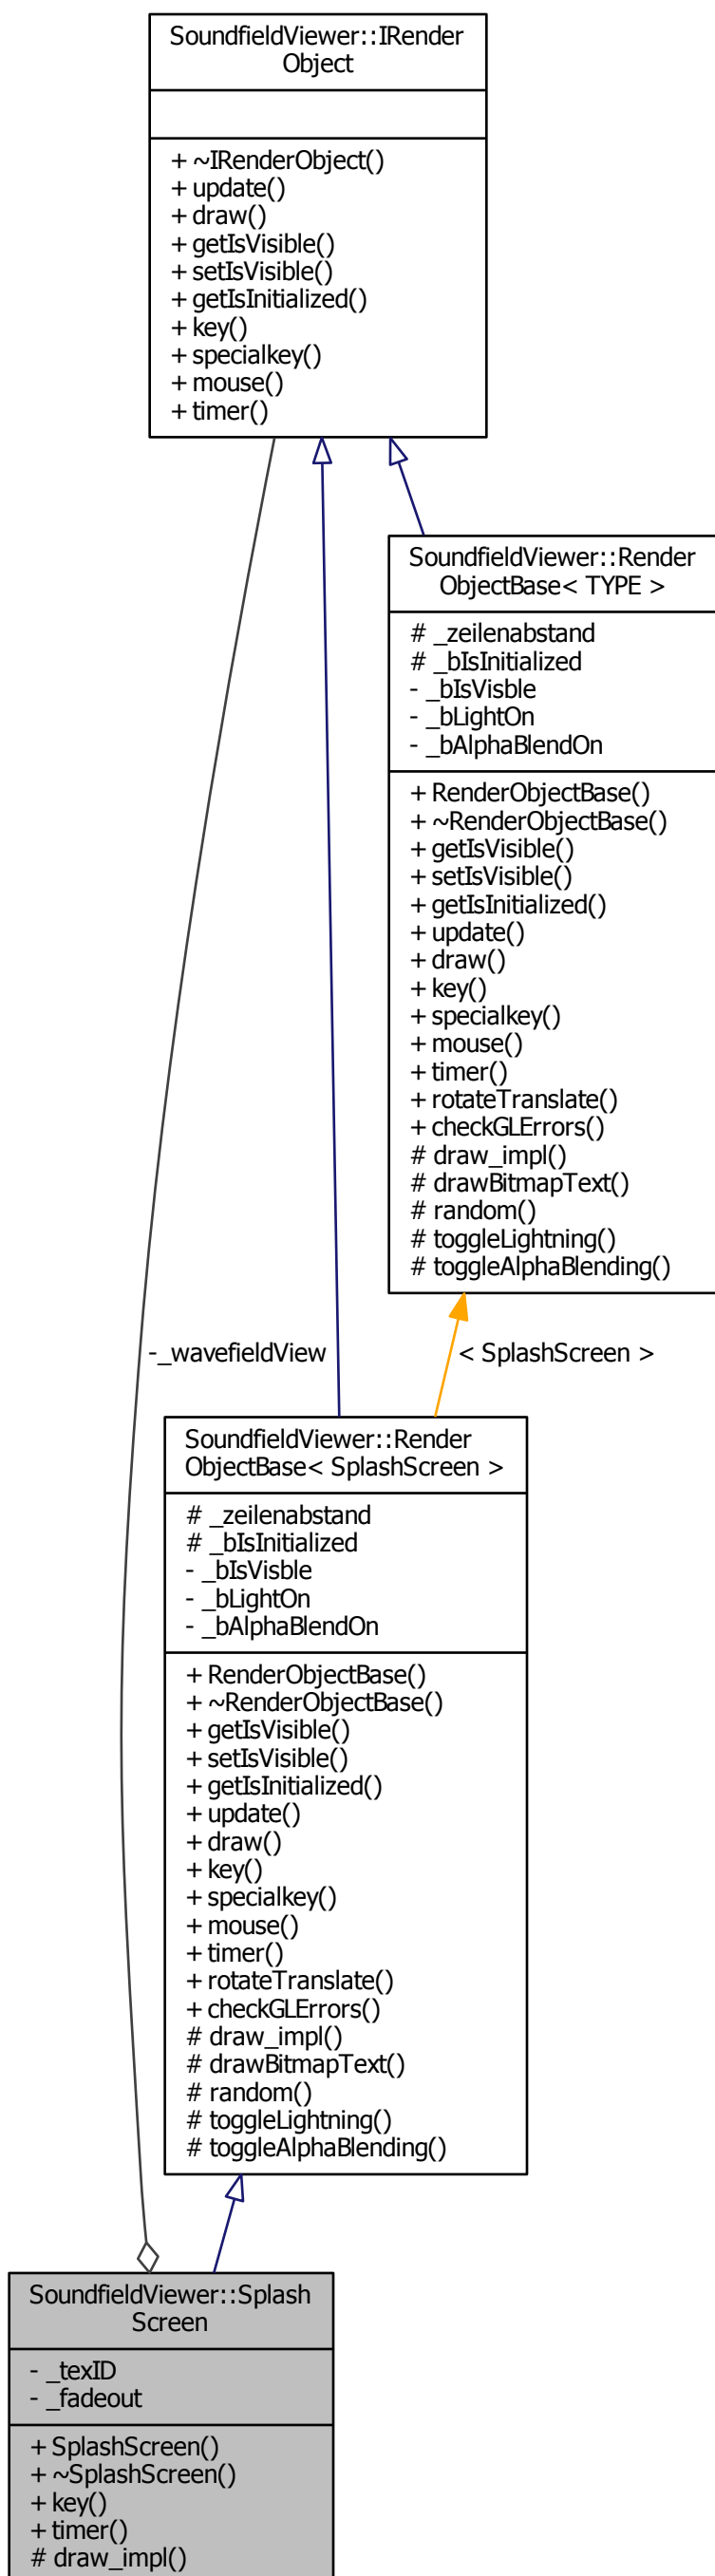 SoundfieldViewer::IRender
Object
+ ~IRenderObject()
+ update()
+ draw()
+ getIsVisible()
+ setIsVisible()
+ getIsInitialized()
+ key()
+ specialkey()
+ mouse()
+ timer()
SoundfieldViewer::Render
ObjectBase< TYPE >
# _zeilenabstand
# _bIsInitialized
- _bIsVisble
- _bLightOn
- _bAlphaBlendOn
+ RenderObjectBase()
+ ~RenderObjectBase()
+ getIsVisible()
+ setIsVisible()
+ getIsInitialized()
+ update()
+ draw()
+ key()
+ specialkey()
+ mouse()
+ timer()
+ rotateTranslate()
+ checkGLErrors()
# draw_impl()
# drawBitmapText()
# random()
# toggleLightning()
# toggleAlphaBlending()
-_wavefieldView
< SplashScreen >
SoundfieldViewer::Render
ObjectBase< SplashScreen >
# _zeilenabstand
# _bIsInitialized
- _bIsVisble
- _bLightOn
- _bAlphaBlendOn
+ RenderObjectBase()
+ ~RenderObjectBase()
+ getIsVisible()
+ setIsVisible()
+ getIsInitialized()
+ update()
+ draw()
+ key()
+ specialkey()
+ mouse()
+ timer()
+ rotateTranslate()
+ checkGLErrors()
# draw_impl()
# drawBitmapText()
# random()
# toggleLightning()
# toggleAlphaBlending()
SoundfieldViewer::Splash
Screen
- _texID
- _fadeout
+ SplashScreen()
+ ~SplashScreen()
+ key()
+ timer()
# draw_impl()